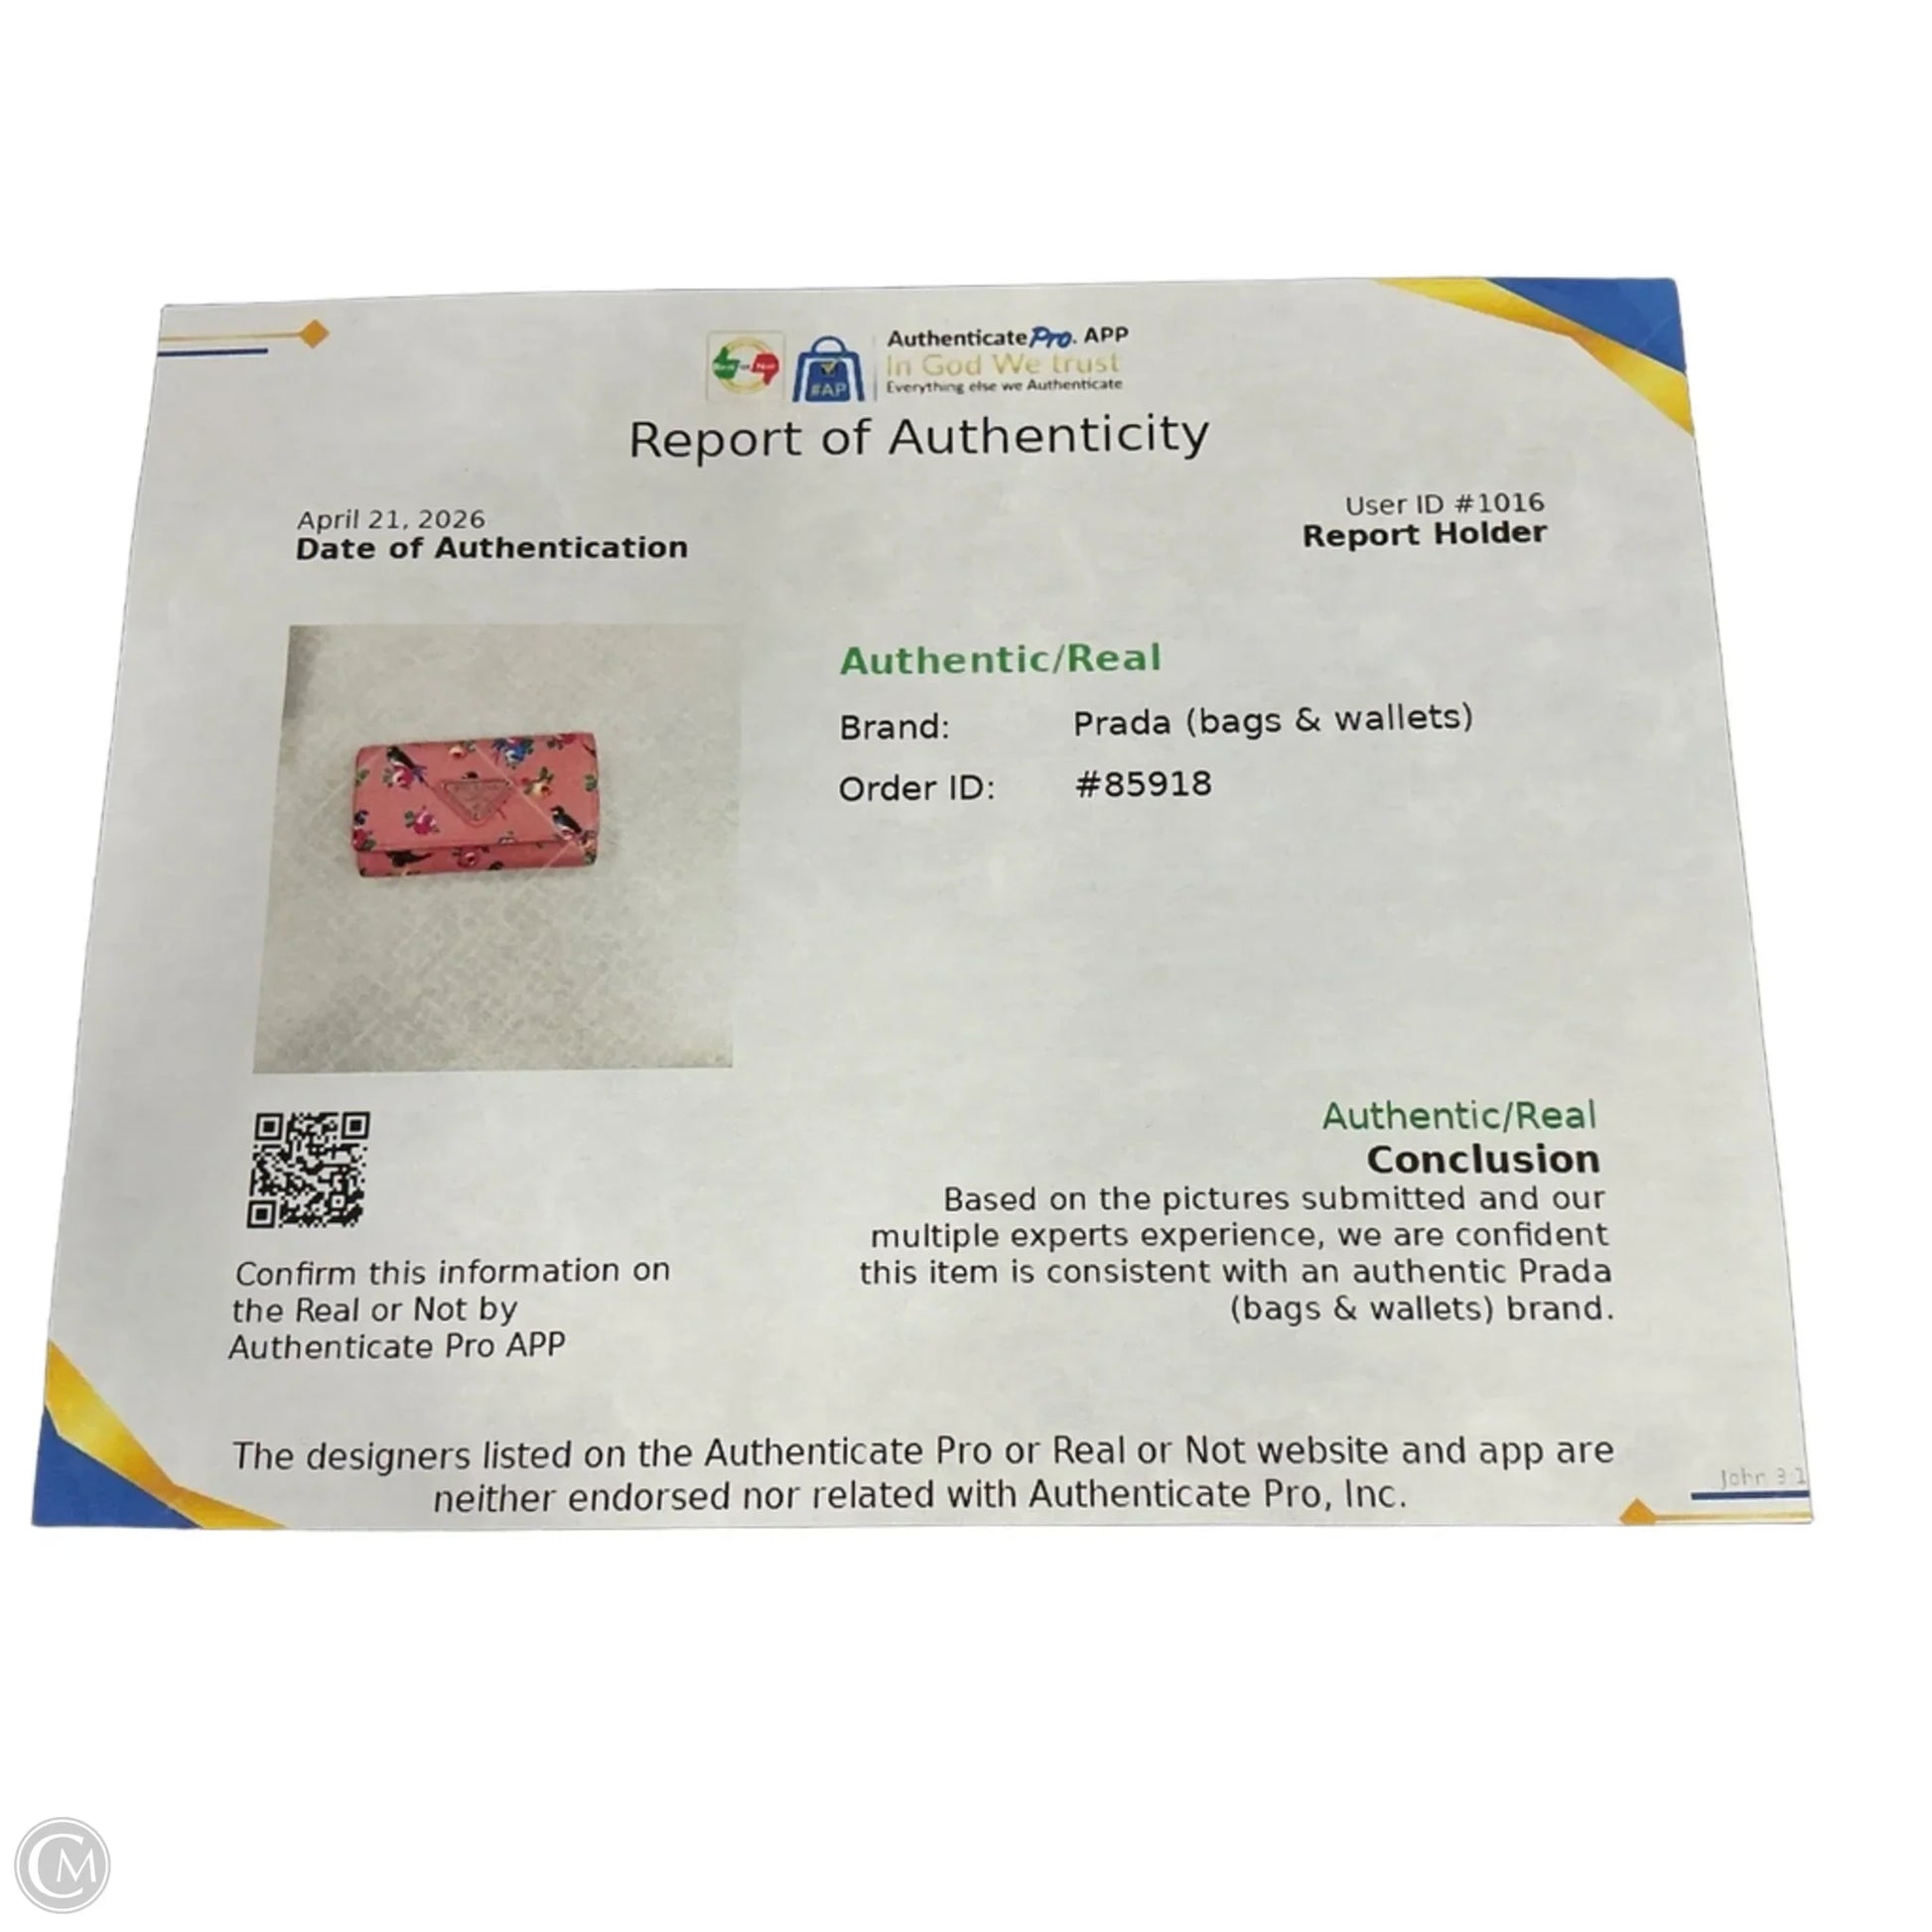 Real or Not
#AP
AuthenticatePro. APP
In God We trust
Everything else we Authenticate
Report of Authenticity
April 21, 2026
Date of Authentication
User ID #1016
Report Holder
Authentic/Real
Brand: Prada (bags & wallets)
Order ID: #85918
Authentic/Real
Conclusion
Based on the pictures submitted and our
multiple experts experience, we are confident
this item is consistent with an authentic Prada
(bags & wallets) brand.
Confirm this information on
the Real or Not by
Authenticate Pro APP
The designers listed on the Authenticate Pro or Real or Not website and app are
neither endorsed nor related with Authenticate Pro, Inc.
John 3:1
CM